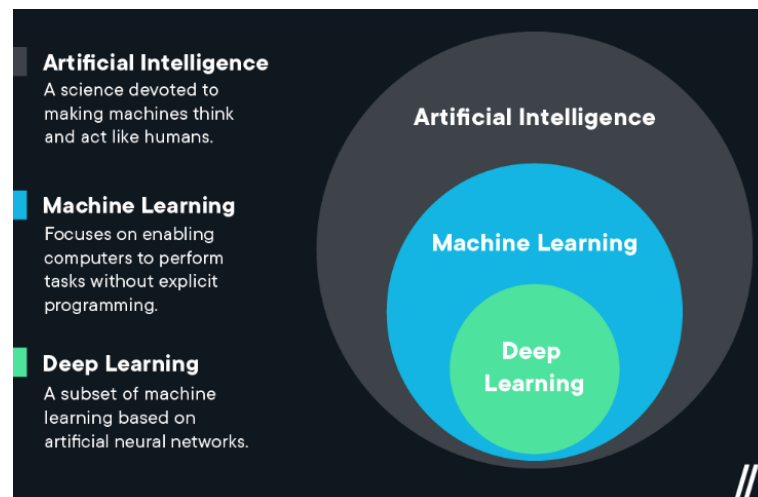 Artificial Intelligence
A science devoted to
making machines think
and act like humans.
Machine Learning
Focuses on enabling
computers to perform
tasks without explicit
programming.
Deep Learning
A subset of machine
learning based on
artificial neural networks.
Artificial Intelligence
Machine Learning
Deep
Learning